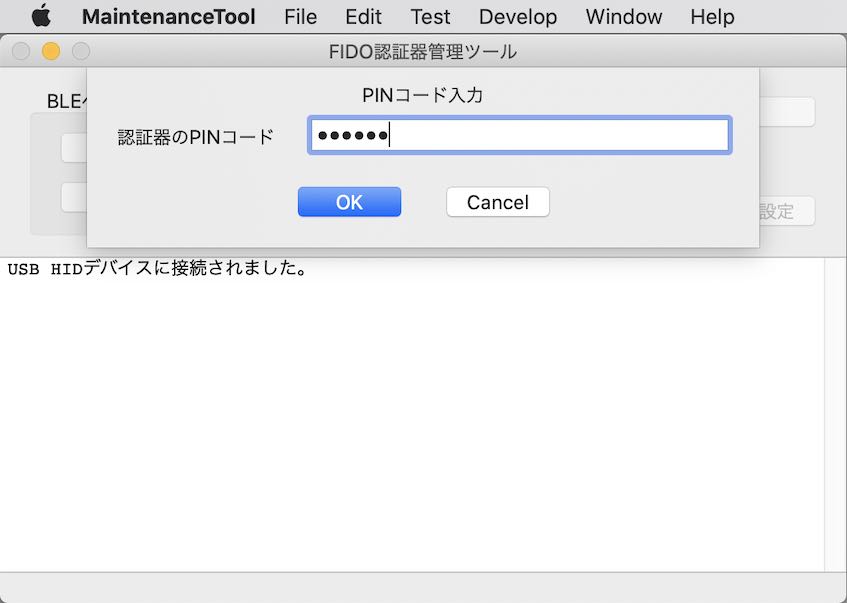 MaintenanceTool File Edit Test Develop Window Help
FIDO認証器管理ツール
PINコード入力
BLE
認証器のPINコード ●●●●●●
OK Cancel
設定
USB HIDデバイスに接続されました。